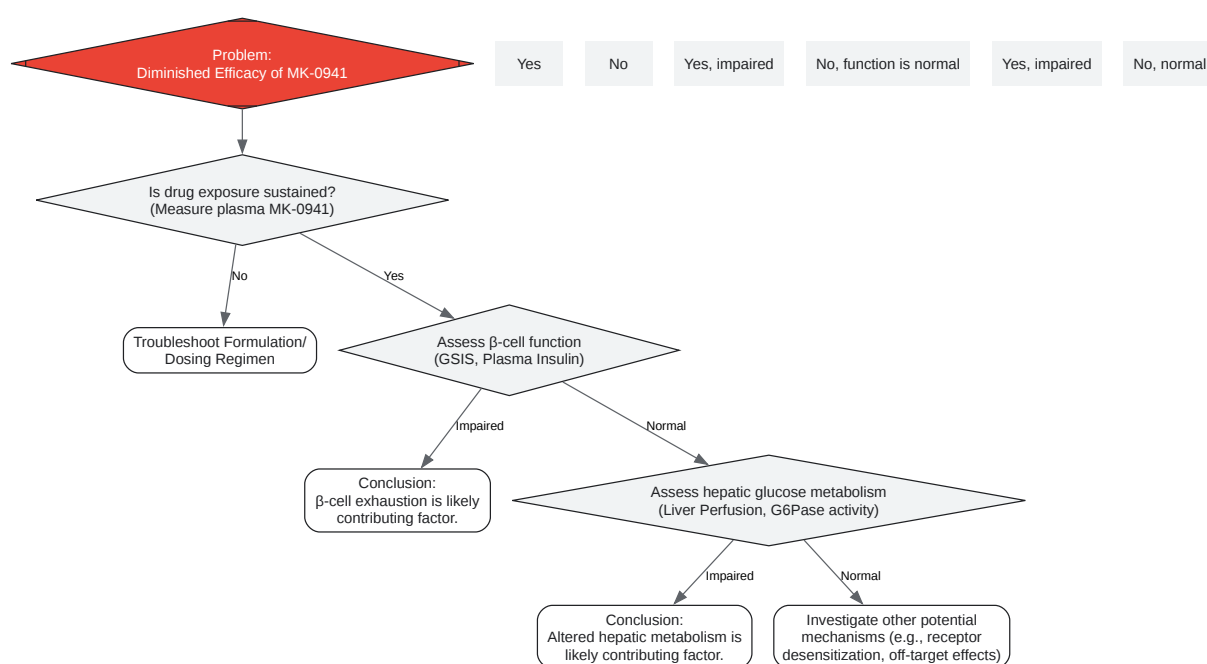 Problem:
Diminished Efficacy of MK-0941
Yes
No
Yes, impaired
No, function is normal
Yes, impaired
No, normal
Is drug exposure sustained?
(Measure plasma MK-0941)
No
Yes
Troubleshoot Formulation/
Dosing Regimen
Assess β-cell function
(GSIS, Plasma Insulin)
Impaired
Normal
Conclusion:
β-cell exhaustion is likely
contributing factor.
Assess hepatic glucose metabolism
(Liver Perfusion, G6Pase activity)
Impaired
Normal
Conclusion:
Altered hepatic metabolism is
likely contributing factor.
Investigate other potential
mechanisms (e.g., receptor
desensitization, off-target effects)